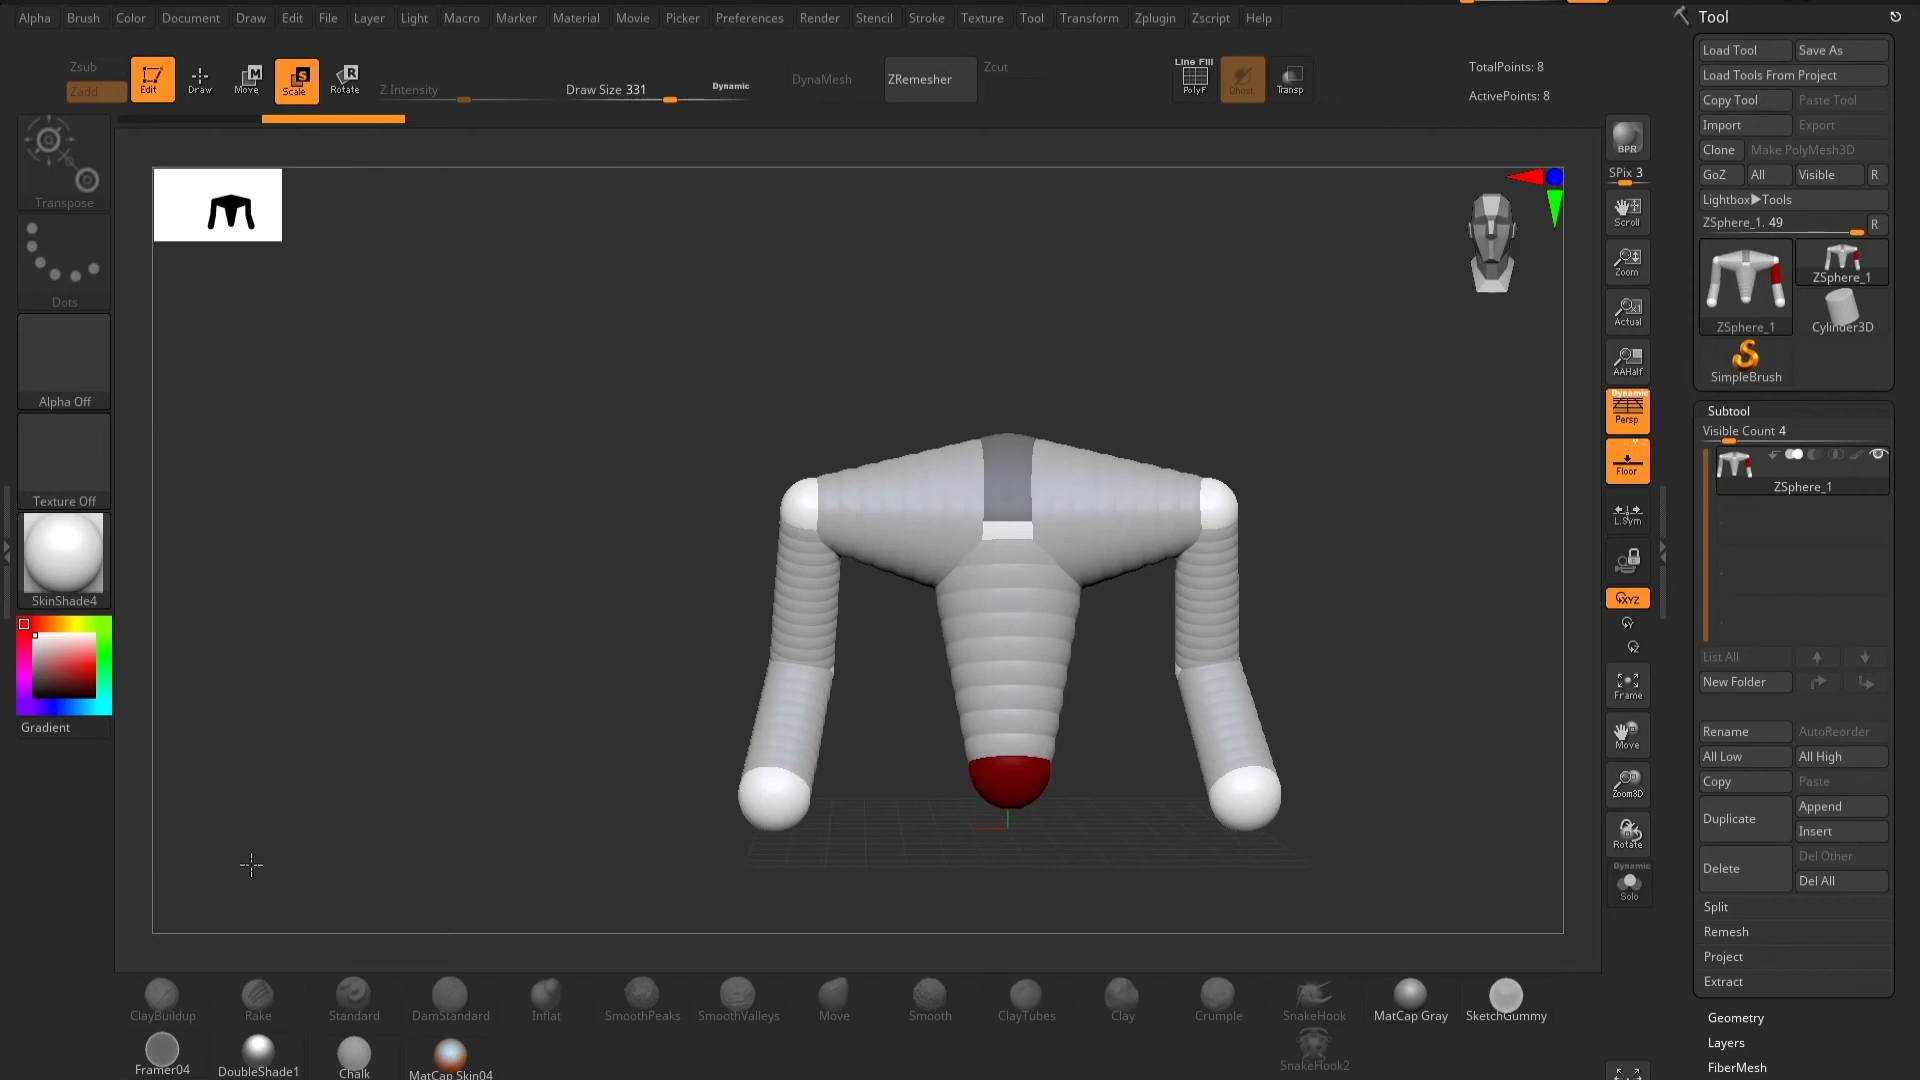 Alpha Brush Color Document Draw Edit File Layer Light Macro Marker Material Movie Picker Preferences Render Stencil Stroke Texture Tool Transform Zplugin Zscript Help
Tool
Load Tool Save As
Load Tools From Project
Copy Tool Paste Tool
Import Export
Clone Make PolyMesh3D
GoZ All Visible R
Lightbox▶Tools
ZSphere_1. 49 R
ZSphere_1 ZSphere_1
Cylinder3D
SimpleBrush
Zsub
Zadd
Edit Draw Move Scale Rotate
Z Intensity
Draw Size 331
Dynamic
DynaMesh
ZRemesher
Zcut
Line Fill
PolyF
Ghost
Transp
TotalPoints: 8
ActivePoints: 8
Transpose
Dots
Alpha Off
Texture Off
SkinShade4
Gradient
BPR
SPix 3
Scroll
Zoom
Actual
AAHalf
Dynamic
Persp
Floor
L.Sym
XYZ
Frame
Move
Zoom3D
Rotate
Dynamic
Solo
Subtool
Visible Count 4
ZSphere_1
List All
New Folder
Rename AutoReorder
All Low All High
Copy Paste
Duplicate Append
Insert
Delete Del Other
Del All
Split
Remesh
Project
Extract
Geometry
Layers
FiberMesh
ClayBuildup Rake Standard DamStandard Inflat SmoothPeaks SmoothValleys Move Smooth ClayTubes Clay Crumple SnakeHook MatCap Gray SketchGummy
Framer04 DoubleShade1 Chalk MatCap Skin04 SnakeHook2